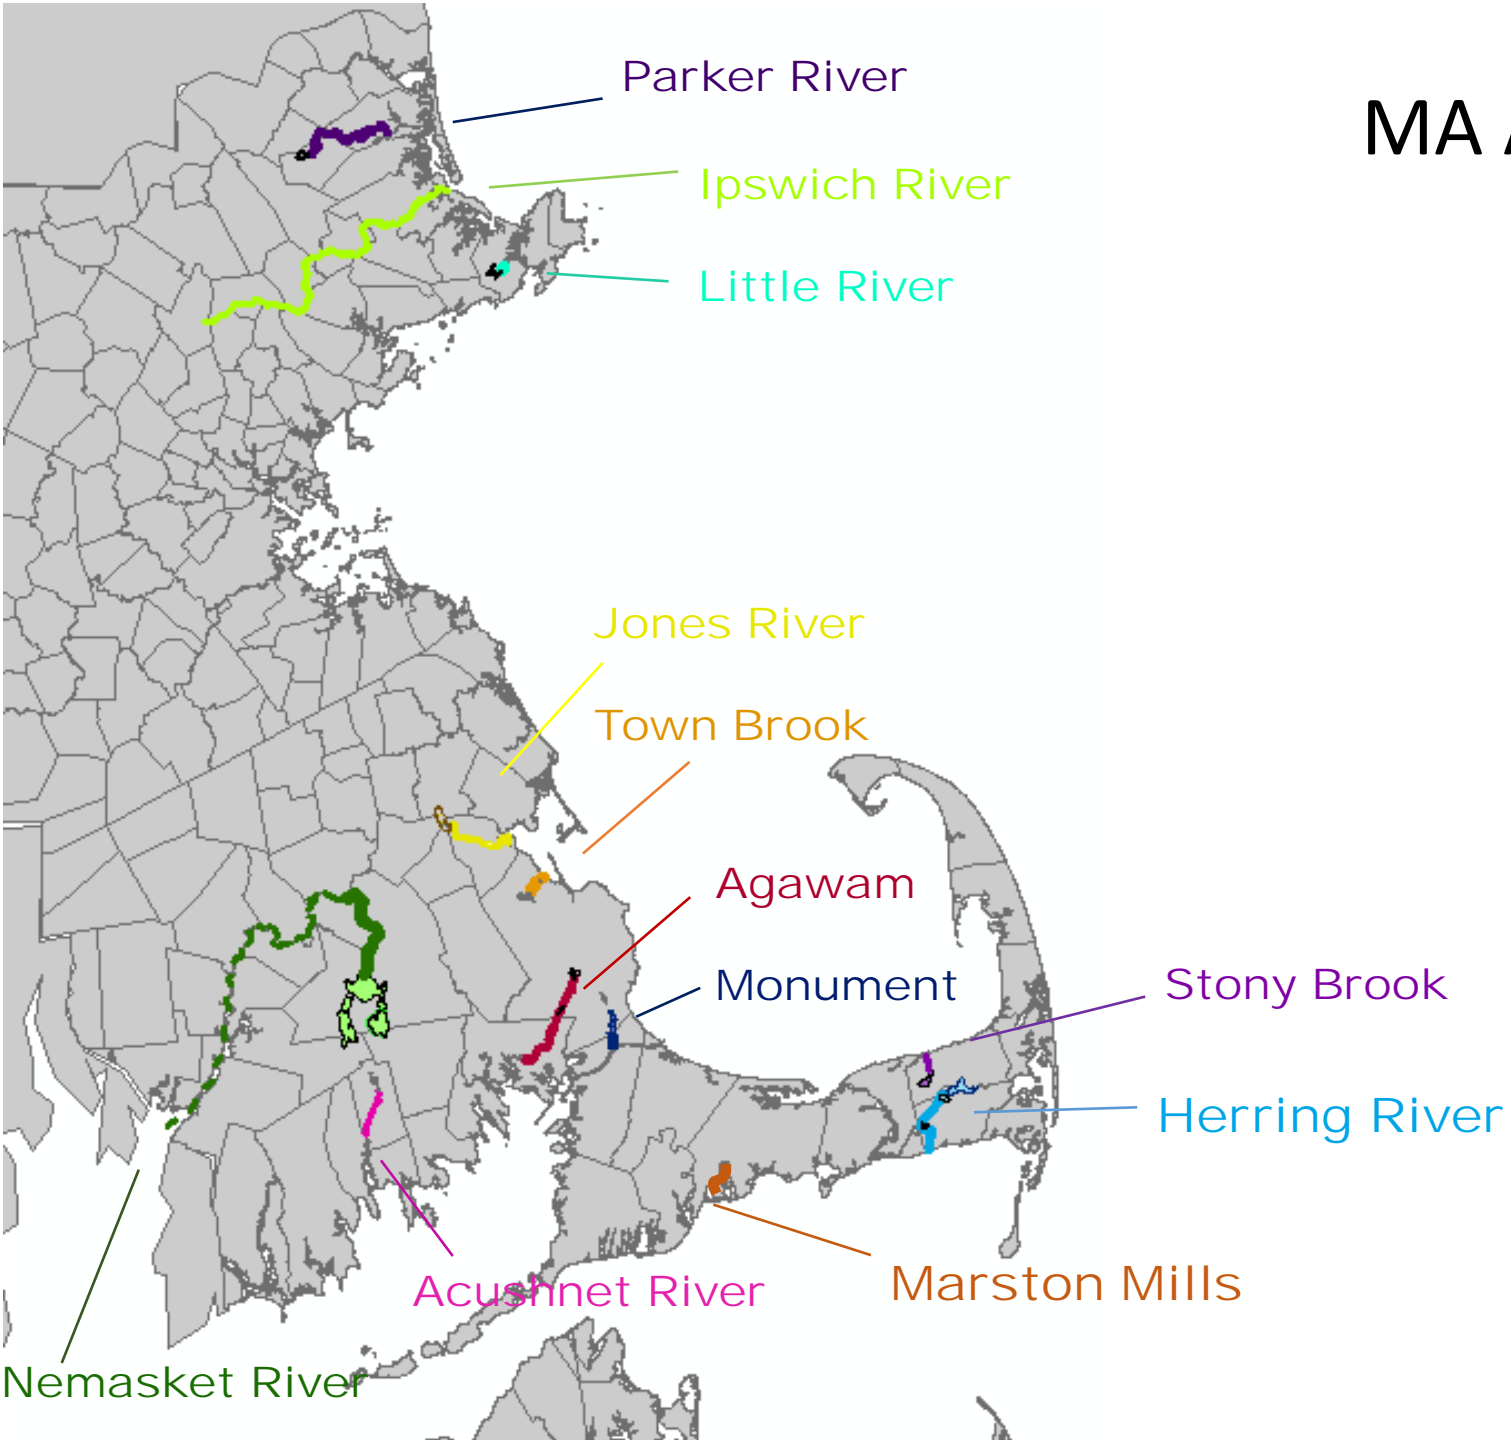 Parker River
MA
Ipswich River
Little River
Jones River
Town Brook
Agawam
Monument
Stony Brook
Herring River
Marston Mills
Acushnet River
Nemasket River